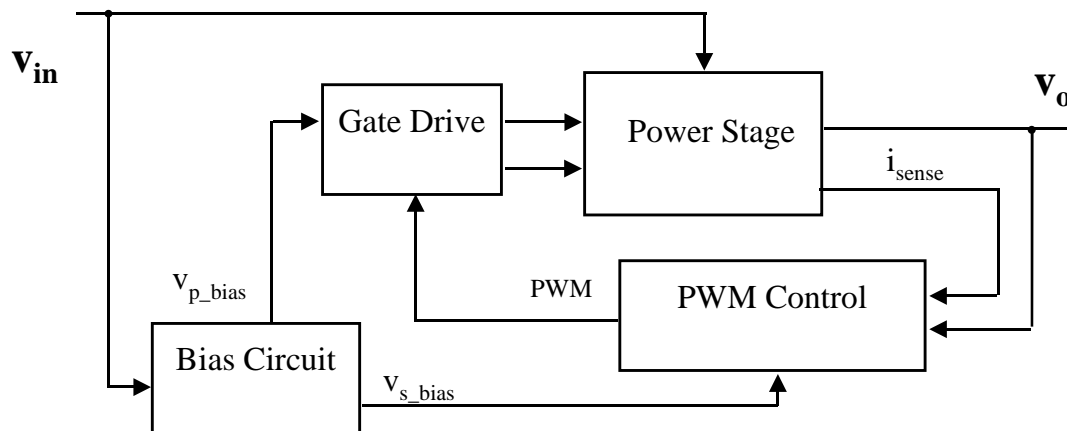 v_in
Gate Drive
Power Stage
v_o
i_sense
v_p_bias
PWM
PWM Control
Bias Circuit
v_s_bias